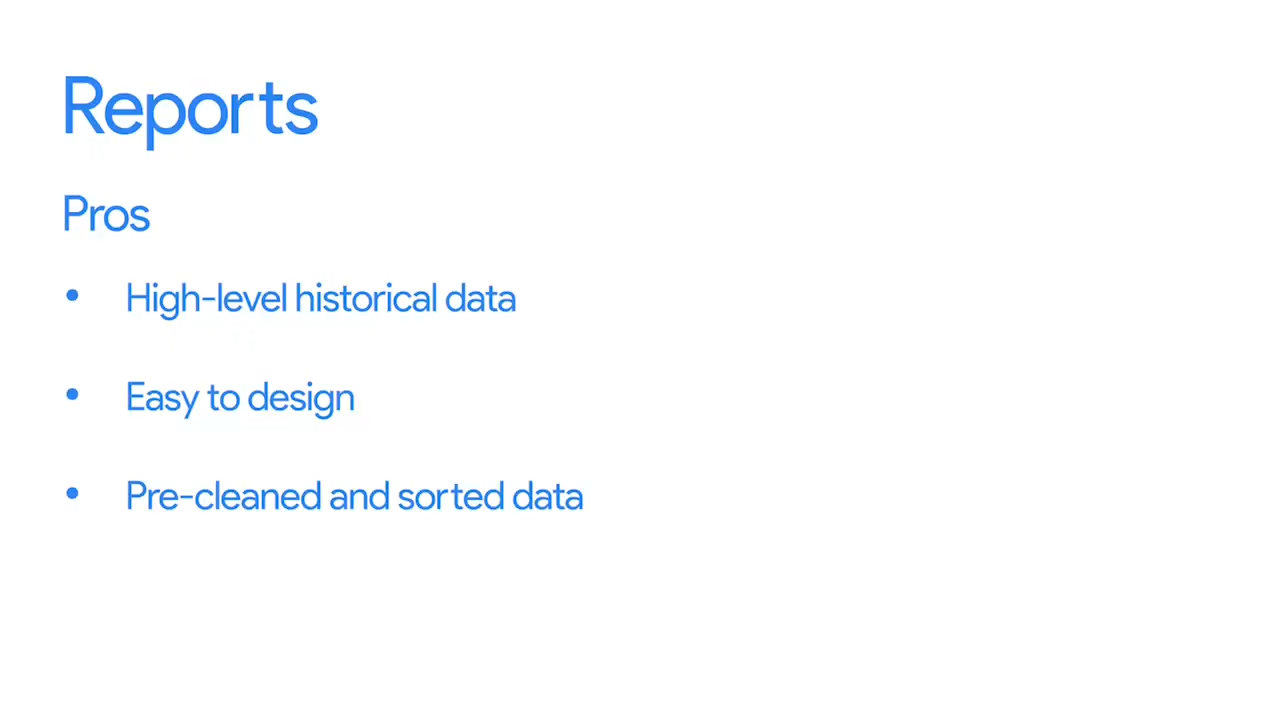 Reports
Pros
• High-level historical data
• Easy to design
• Pre-cleaned and sorted data